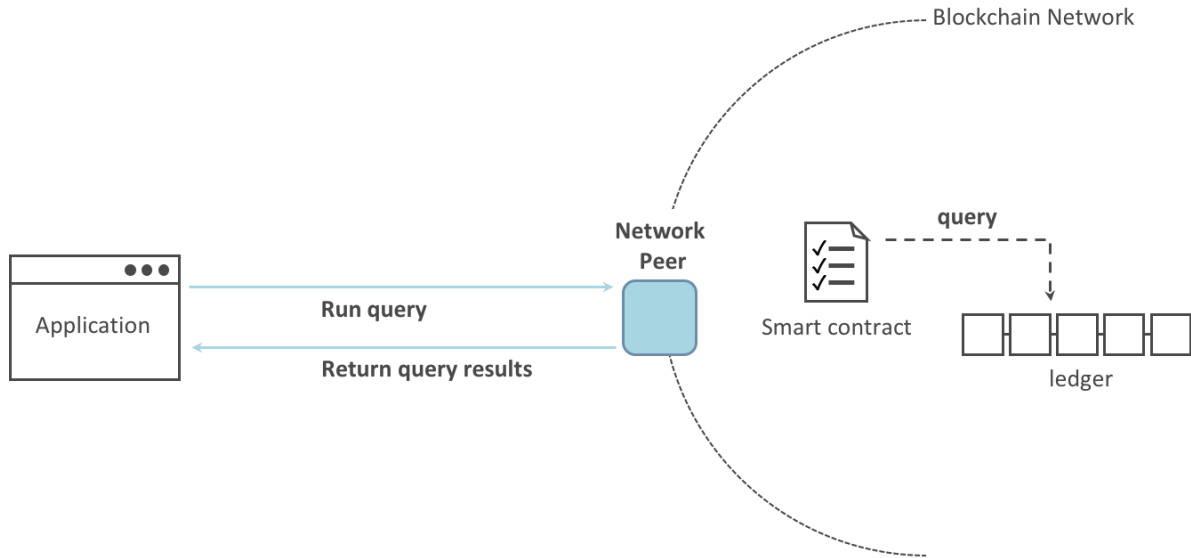 Blockchain Network
Network
Peer
query
Application
Run query
Smart contract
Return query results
ledger